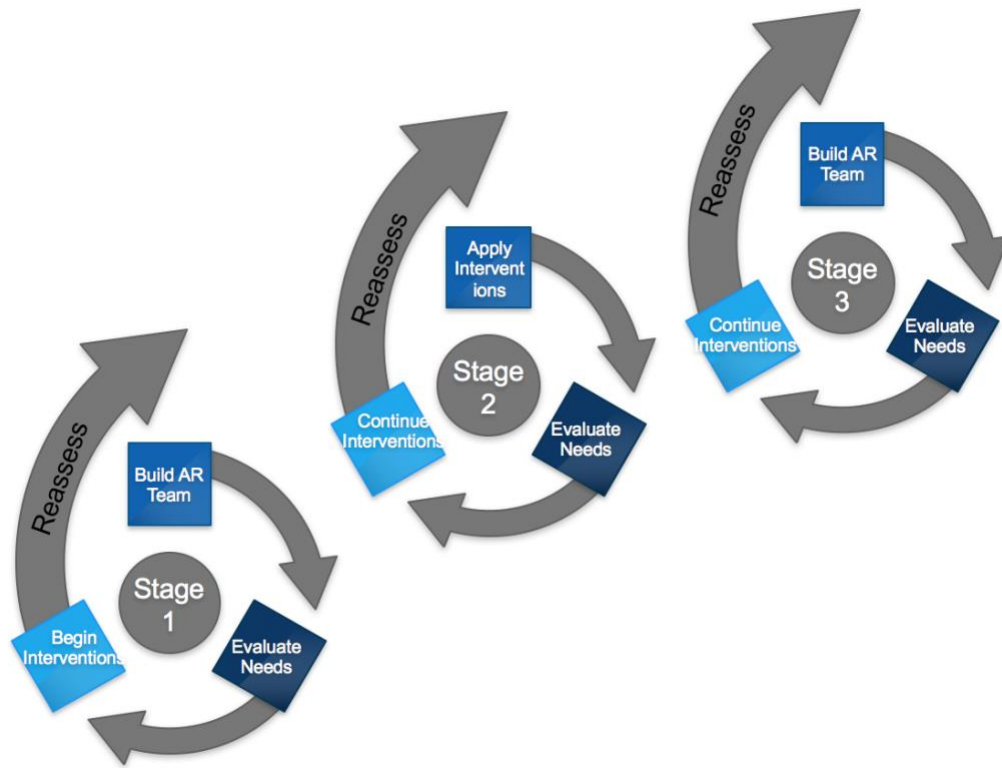 Reassess
Build AR
Team
Stage
1
Begin
Interventions
Evaluate
Needs
Reassess
Apply
Intervent
ions
Stage
2
Continue
Interventions
Evaluate
Needs
Reassess
Build AR
Team
Stage
3
Continue
Interventions
Evaluate
Needs